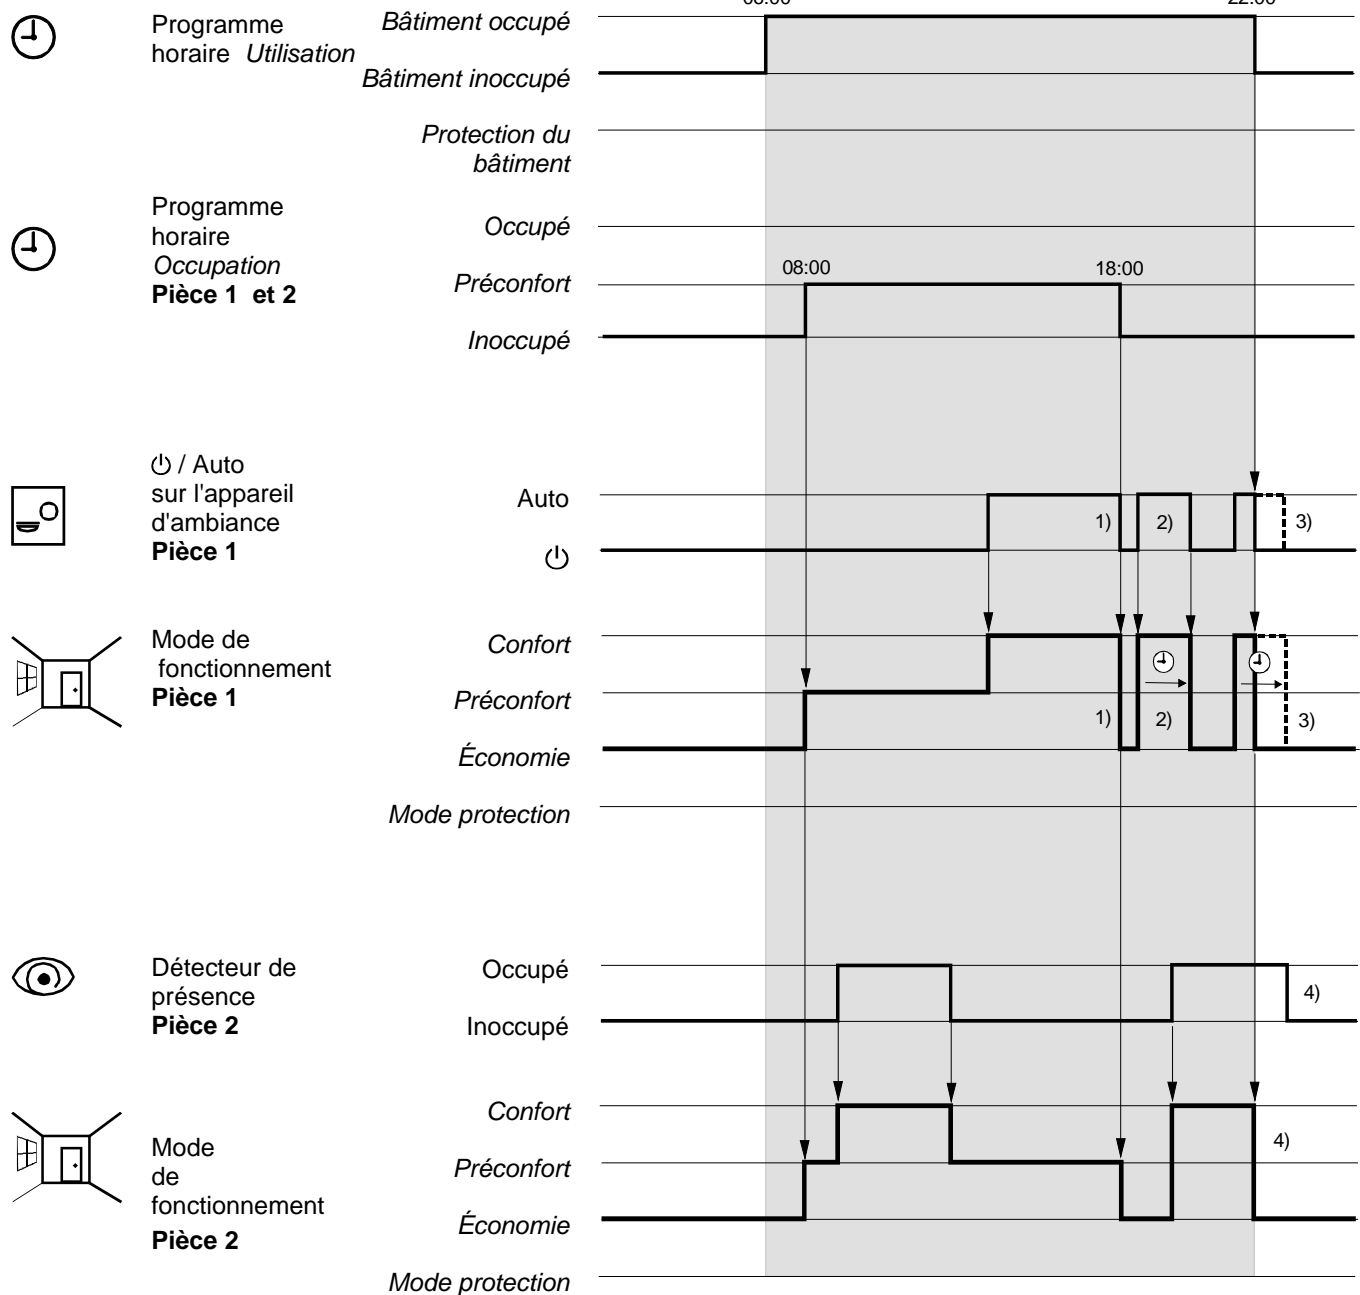 22:00
Programme
horaire Utilisation
Bâtiment occupé
Bâtiment inoccupé
Protection du
bâtiment
Programme
horaire
Occupation
Pièce 1 et 2
Occupé
08:00
18:00
Préconfort
Inoccupé
/ Auto
sur l'appareil
d'ambiance
Pièce 1
Auto
1)
2)
3)
Mode de
fonctionnement
Pièce 1
Confort
Préconfort
1)
2)
3)
Économie
Mode protection
Détecteur de
présence
Pièce 2
Occupé
4)
Inoccupé
Mode
de
fonctionnement
Pièce 2
Confort
4)
Préconfort
Économie
Mode protection